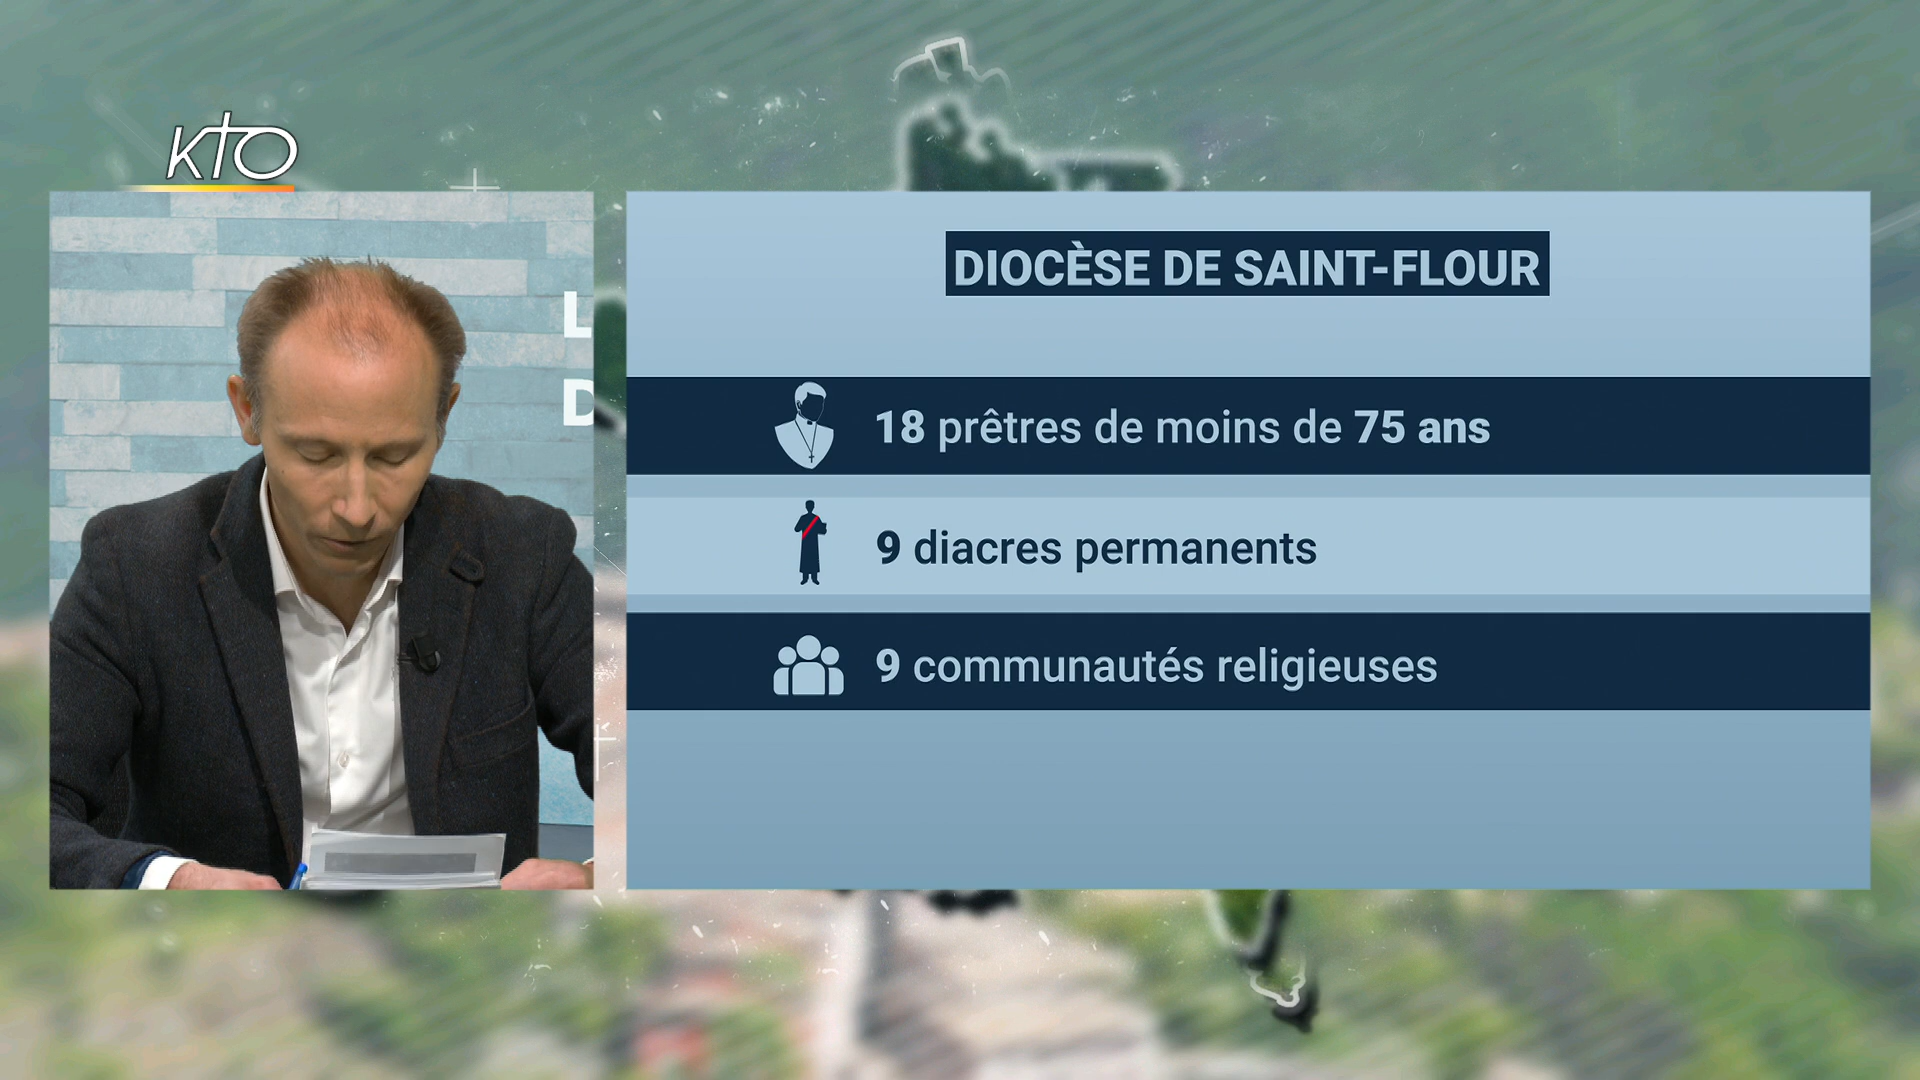 KTO
L
D
DIOCÈSE DE SAINT-FLOUR
18 prêtres de moins de 75 ans
9 diacres permanents
9 communautés religieuses